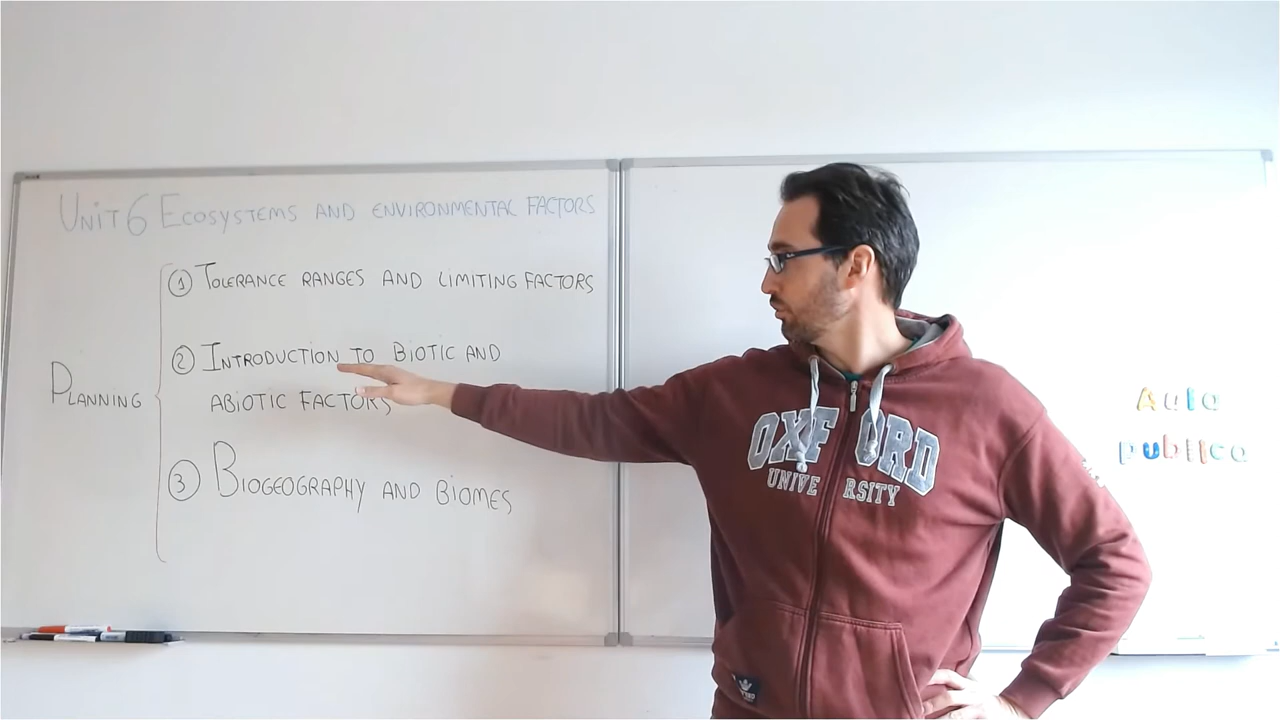 Unit 6 Ecosystems and environmental factors
Planning
1 Tolerance ranges and limiting factors
2 Introduction to biotic and
abiotic factors
3 Biogeography and biomes
OXFORD
UNIVERSITY
Aula
publica